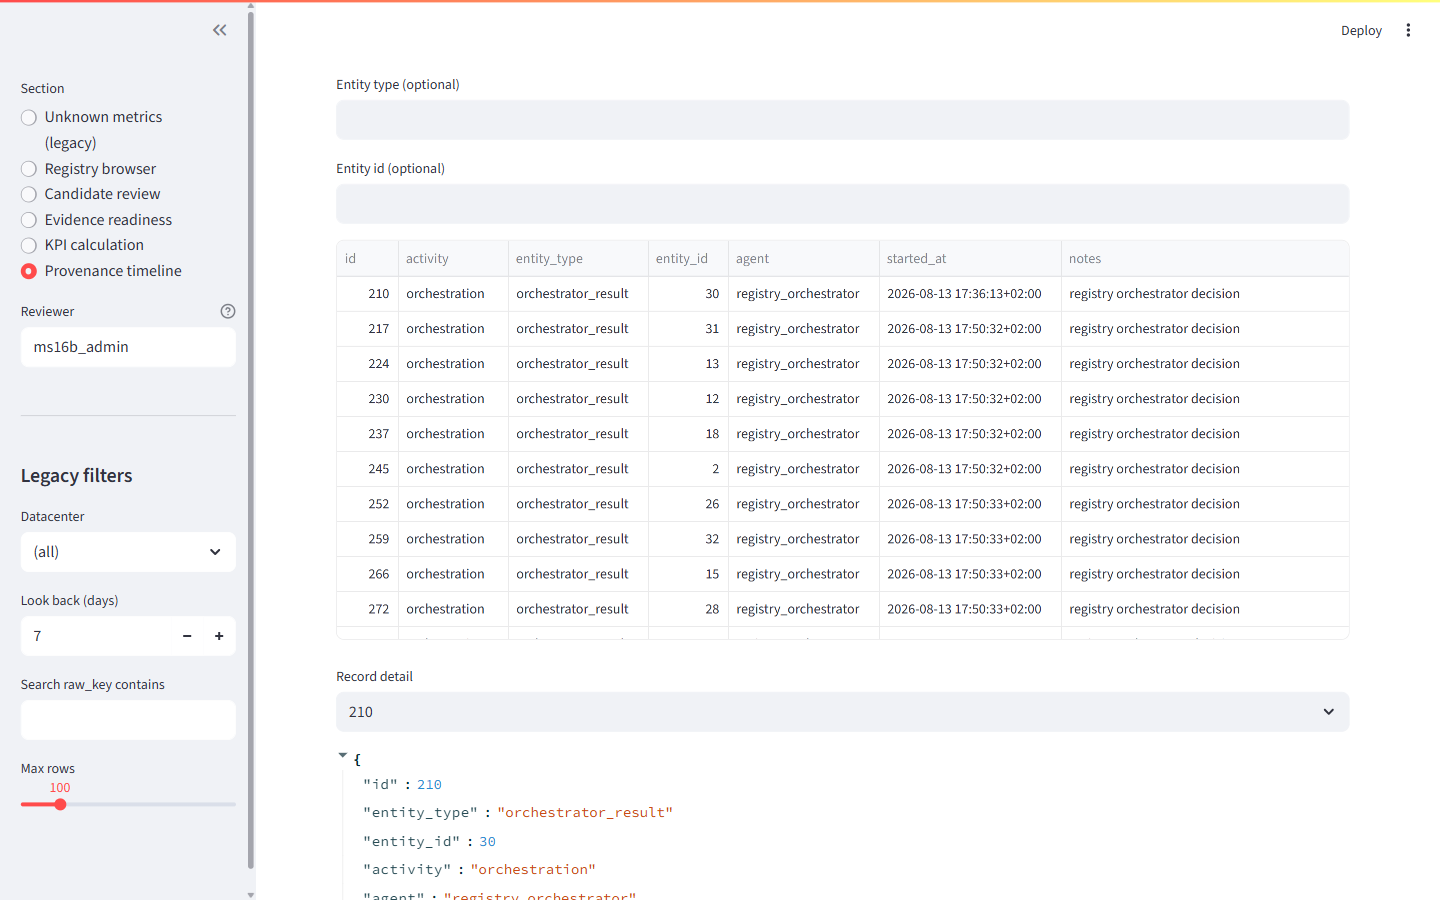 Deploy
Section
Unknown metrics
(legacy)
Registry browser
Candidate review
Evidence readiness
KPI calculation
Provenance timeline
Reviewer
ms16b_admin
Legacy filters
Datacenter
(all)
Look back (days)
7
Search raw_key contains
Max rows
100
Entity type (optional)
Entity id (optional)
id activity entity_type entity_id agent started_at notes
210 orchestration orchestrator_result 30 registry_orchestrator 2026-08-13 17:36:13+02:00 registry orchestrator decision
217 orchestration orchestrator_result 31 registry_orchestrator 2026-08-13 17:50:32+02:00 registry orchestrator decision
224 orchestration orchestrator_result 13 registry_orchestrator 2026-08-13 17:50:32+02:00 registry orchestrator decision
230 orchestration orchestrator_result 12 registry_orchestrator 2026-08-13 17:50:32+02:00 registry orchestrator decision
237 orchestration orchestrator_result 18 registry_orchestrator 2026-08-13 17:50:32+02:00 registry orchestrator decision
245 orchestration orchestrator_result 2 registry_orchestrator 2026-08-13 17:50:32+02:00 registry orchestrator decision
252 orchestration orchestrator_result 26 registry_orchestrator 2026-08-13 17:50:33+02:00 registry orchestrator decision
259 orchestration orchestrator_result 32 registry_orchestrator 2026-08-13 17:50:33+02:00 registry orchestrator decision
266 orchestration orchestrator_result 15 registry_orchestrator 2026-08-13 17:50:33+02:00 registry orchestrator decision
272 orchestration orchestrator_result 28 registry_orchestrator 2026-08-13 17:50:33+02:00 registry orchestrator decision
Record detail
210
{
"id" : 210
"entity_type" : "orchestrator_result"
"entity_id" : 30
"activity" : "orchestration"
"agent" : "registry_orchestrator"